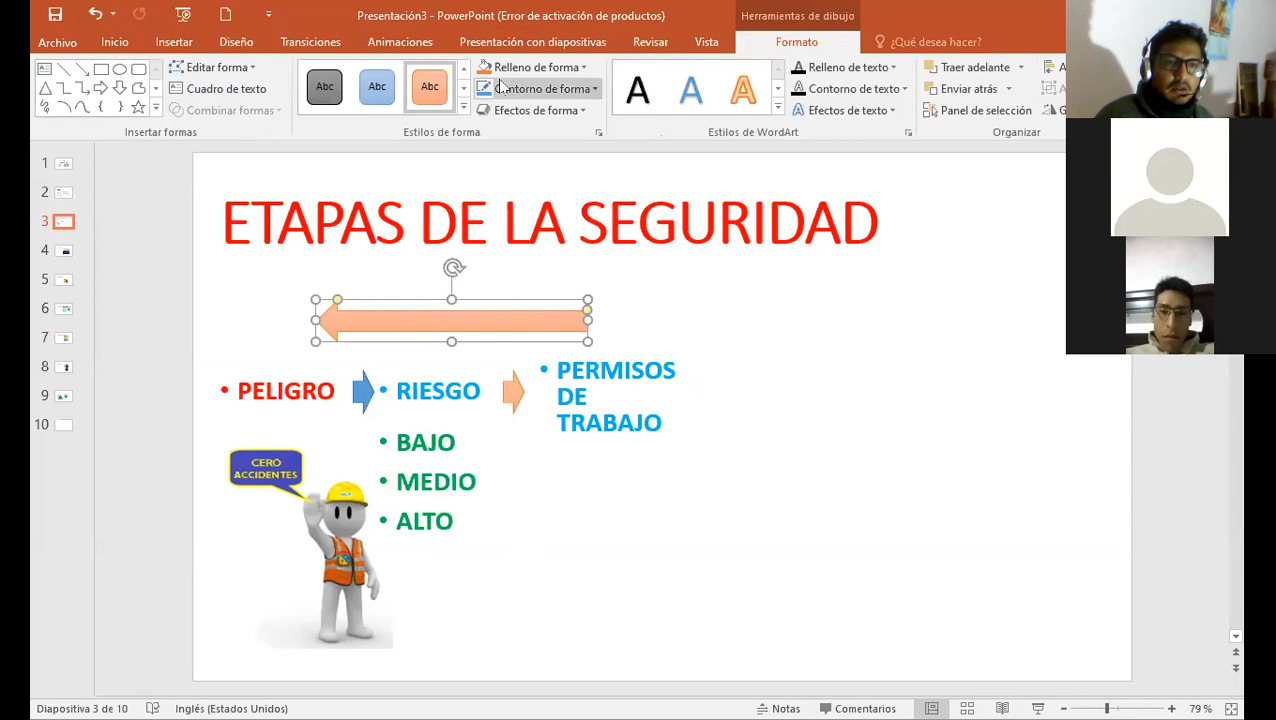 Presentación3 - PowerPoint (Error de activación de productos)
Herramientas de dibujo
Archivo
Inicio
Insertar
Diseño
Transiciones
Animaciones
Presentación con diapositivas
Revisar
Vista
Formato
¿Qué desea hacer?
Editar forma
Cuadro de texto
Combinar formas
Insertar formas
Abc
Abc
Abc
Relleno de forma
Contorno de forma
Efectos de forma
Estilos de forma
A
A
A
Relleno de texto
Contorno de texto
Efectos de texto
Estilos de WordArt
Traer adelante
Enviar atrás
Panel de selección
Organizar
1
2
3
4
5
6
7
8
9
10
ETAPAS DE LA SEGURIDAD
• PELIGRO
• RIESGO
• PERMISOS
DE
TRABAJO
• BAJO
• MEDIO
• ALTO
CERO
ACCIDENTES
Diapositiva 3 de 10
Inglés (Estados Unidos)
Notas
Comentarios
79 %